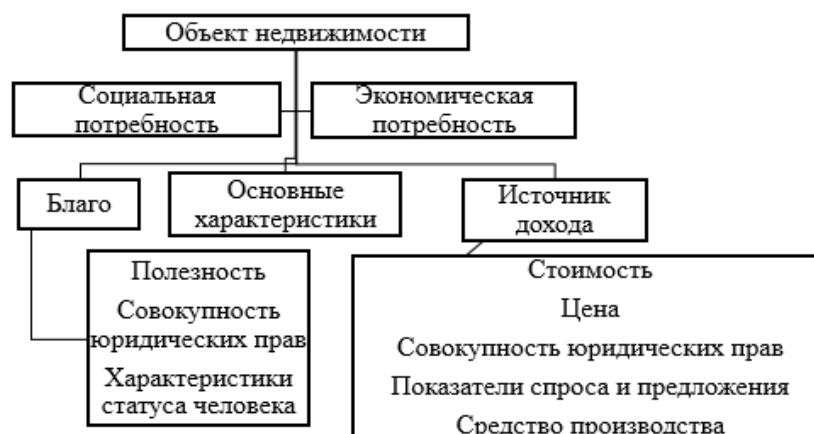 Объект недвижимости
Социальная
потребность
Экономическая
потребность
Благо
Основные
характеристики
Источник
дохода
Полезность
Совокупность
юридических прав
Характеристики
статуса человека
Стоимость
Цена
Совокупность юридических прав
Показатели спроса и предложения
Средство производства